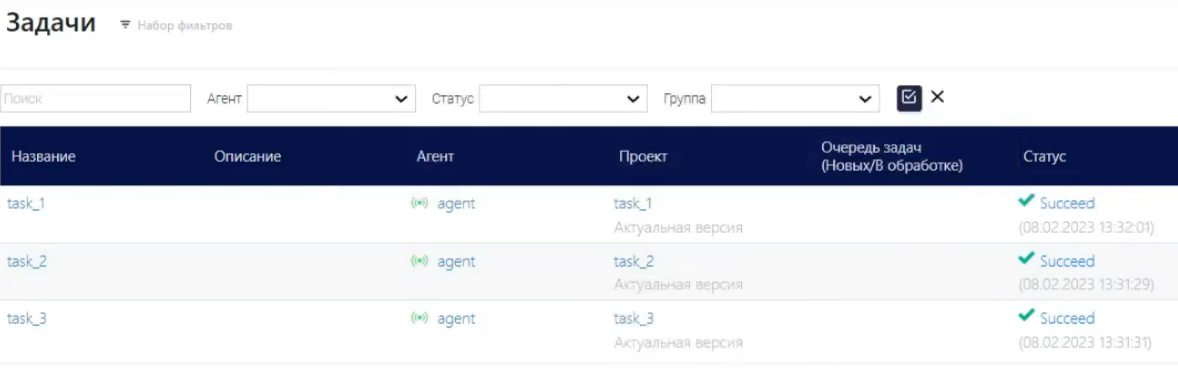 Задачи Набор фильтров
Поиск Агент Статус Группа
Название Описание Агент Проект Очередь задач (Новых/В обработке) Статус
task_1 agent task_1 Succeed
Актуальная версия (08.02.2023 13:32:01)
task_2 agent task_2 Succeed
Актуальная версия (08.02.2023 13:31:29)
task_3 agent task_3 Succeed
Актуальная версия (08.02.2023 13:31:31)